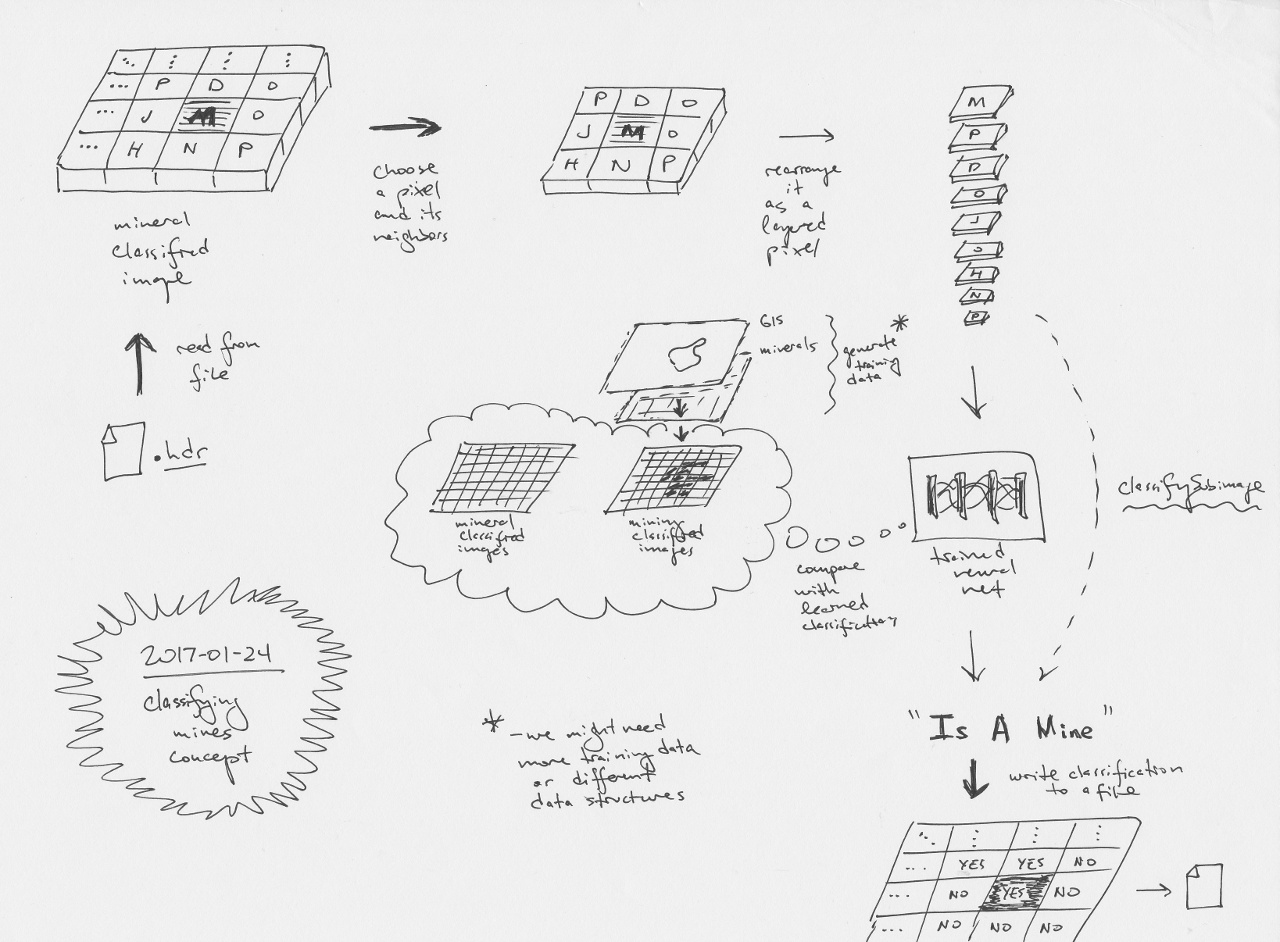 ⋱ ⋮ ⋮ ⋮
... P D O
... J M O
... H N P
mineral
classified
image
choose
a pixel
and its
neighbors
P D O
J M O
H N P
rearrange
it
as a
layered
pixel
M
P
D
O
J
O
H
N
P
read from
file
.hdr
GIS
minerals
*
generate
training
data
mineral
classified
images
mining
classified
images
compare
with
learned
classification
trained
neural
net
classifySubimage
2017-01-24
classifying
mines
concept
* - we might need
more training data
or different
data structures
"Is A Mine"
write classification
to a file
⋱ ⋮ ⋮ ⋮
... YES YES NO
... NO YES NO
... NO NO NO